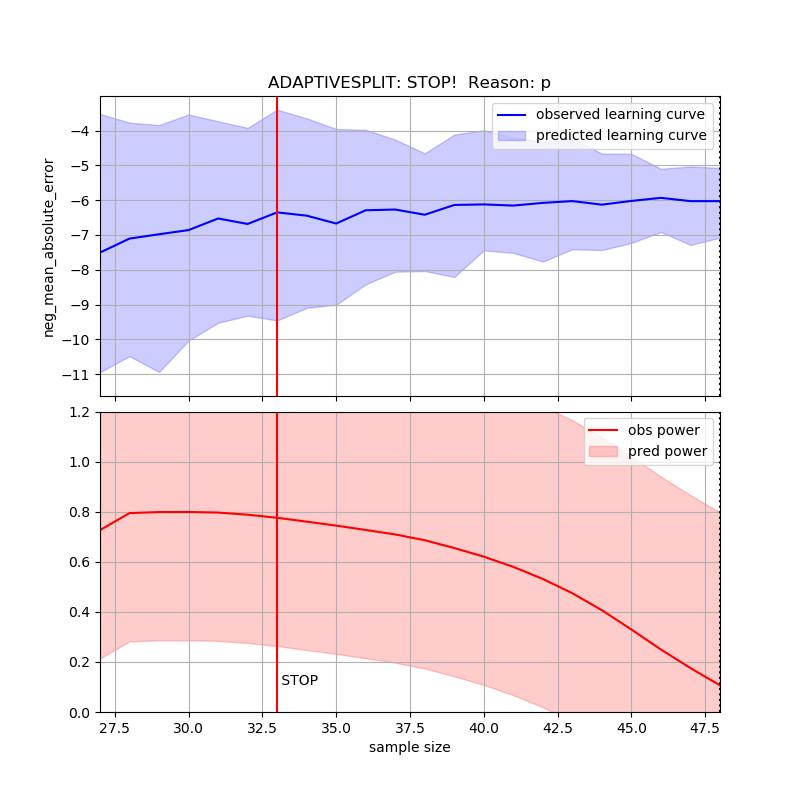 ADAPTIVESPLIT: STOP!  Reason: p
observed learning curve
predicted learning curve
neg_mean_absolute_error
−4
−5
−6
−7
−8
−9
−10
−11
obs power
pred power
1.2
1.0
0.8
0.6
0.4
0.2
0.0
STOP
27.5 30.0 32.5 35.0 37.5 40.0 42.5 45.0 47.5
sample size